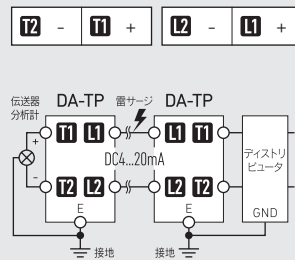 T2 - T1 + L2 - L1 +
伝送器
分析計
DA-TP 雷サージ DA-TP
+ T1 L1 L1 T1
DC4...20mA
ディストリ
ビュータ
- T2 L2 L2 T2
E E GND
接地 接地